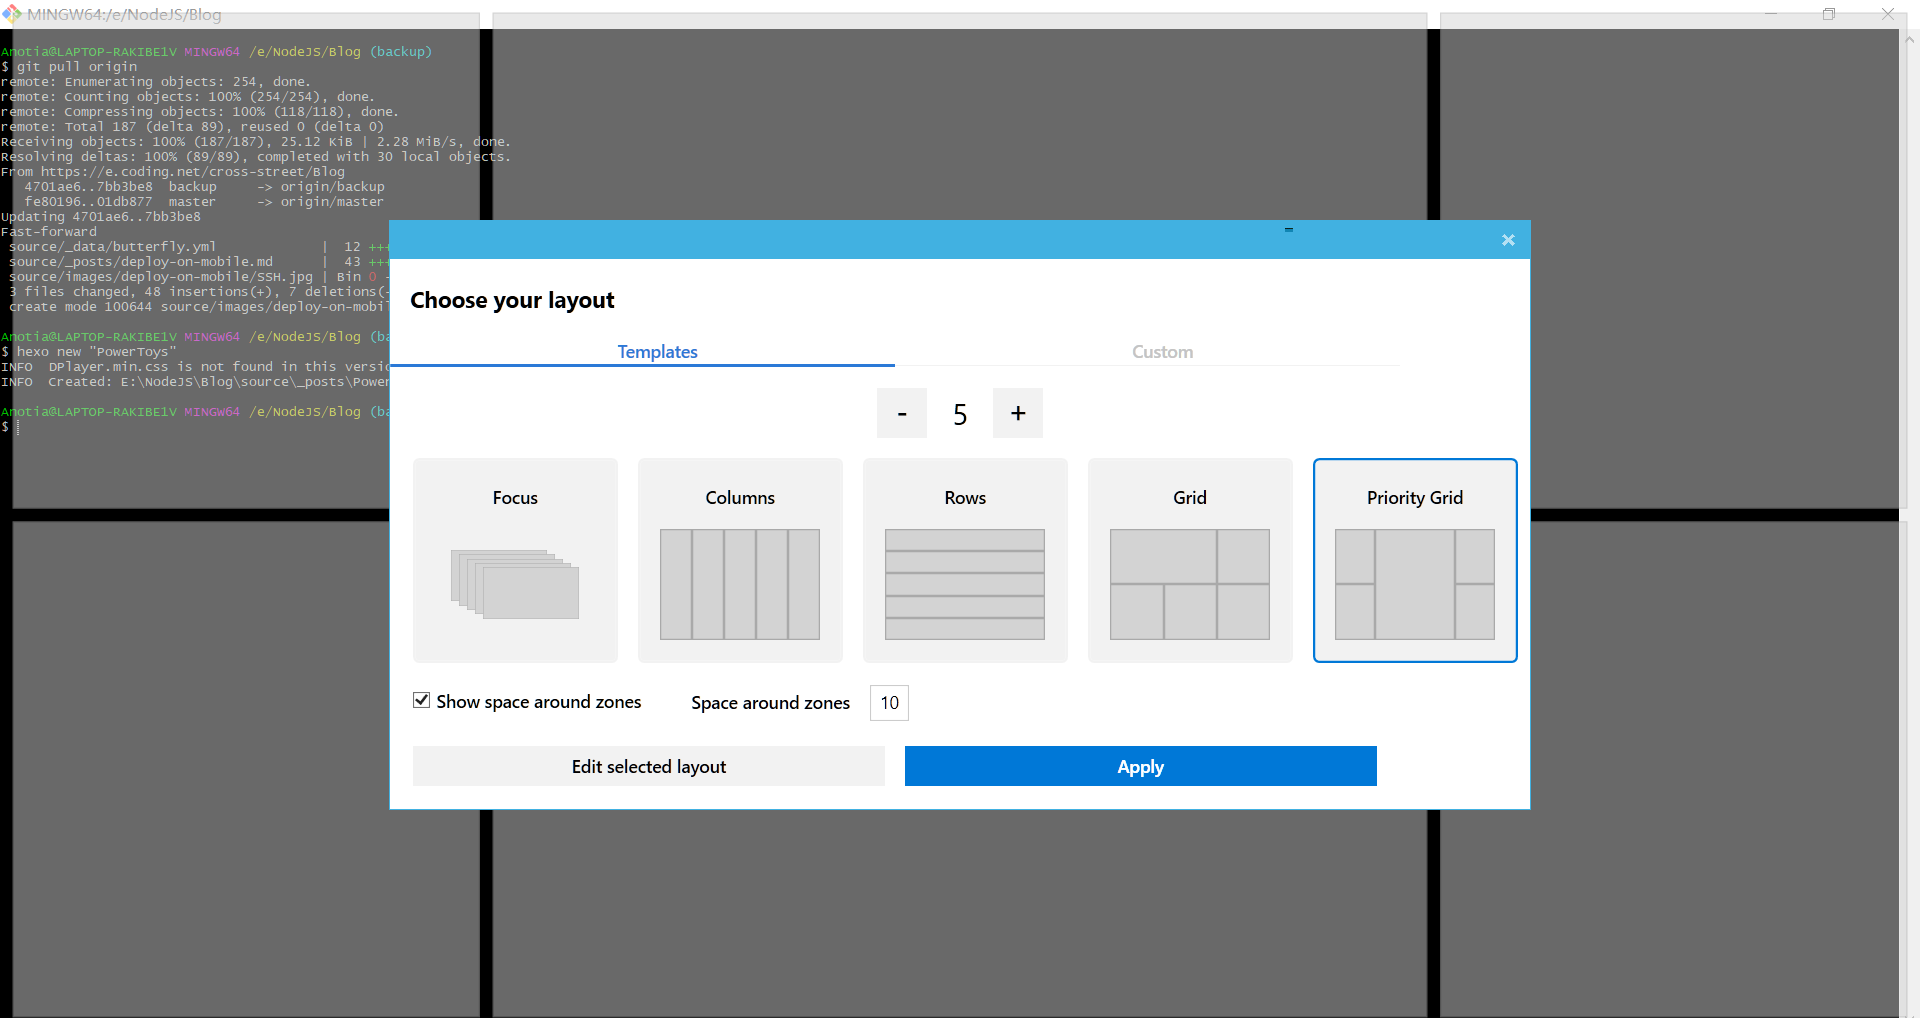 MINGW64:/e/NodeJS/Blog
Anotia@LAPTOP-RAKIBE1V MINGW64 /e/NodeJS/Blog (backup)
$ git pull origin
remote: Enumerating objects: 254, done.
remote: Counting objects: 100% (254/254), done.
remote: Compressing objects: 100% (118/118), done.
remote: Total 187 (delta 89), reused 0 (delta 0)
Receiving objects: 100% (187/187), 25.12 KiB | 2.28 MiB/s, done.
Resolving deltas: 100% (89/89), completed with 30 local objects.
From https://e.coding.net/cross-street/Blog
4701ae6..7bb3be8 backup -> origin/backup
fe80196..01db877 master -> origin/master
Updating 4701ae6..7bb3be8
Fast-forward
source/_data/butterfly.yml | 12 +++
source/_posts/deploy-on-mobile.md | 43 +++
source/images/deploy-on-mobile/SSH.jpg | Bin 0 -
3 files changed, 48 insertions(+), 7 deletions(-
create mode 100644 source/images/deploy-on-mobil
Anotia@LAPTOP-RAKIBE1V MINGW64 /e/NodeJS/Blog (ba
$ hexo new "PowerToys"
INFO DPlayer.min.css is not found in this versio
INFO Created: E:\NodeJS\Blog\source\_posts\Power
Anotia@LAPTOP-RAKIBE1V MINGW64 /e/NodeJS/Blog (ba
$
Choose your layout
Templates Custom
- 5 +
Focus Columns Rows Grid Priority Grid
Show space around zones Space around zones 10
Edit selected layout Apply